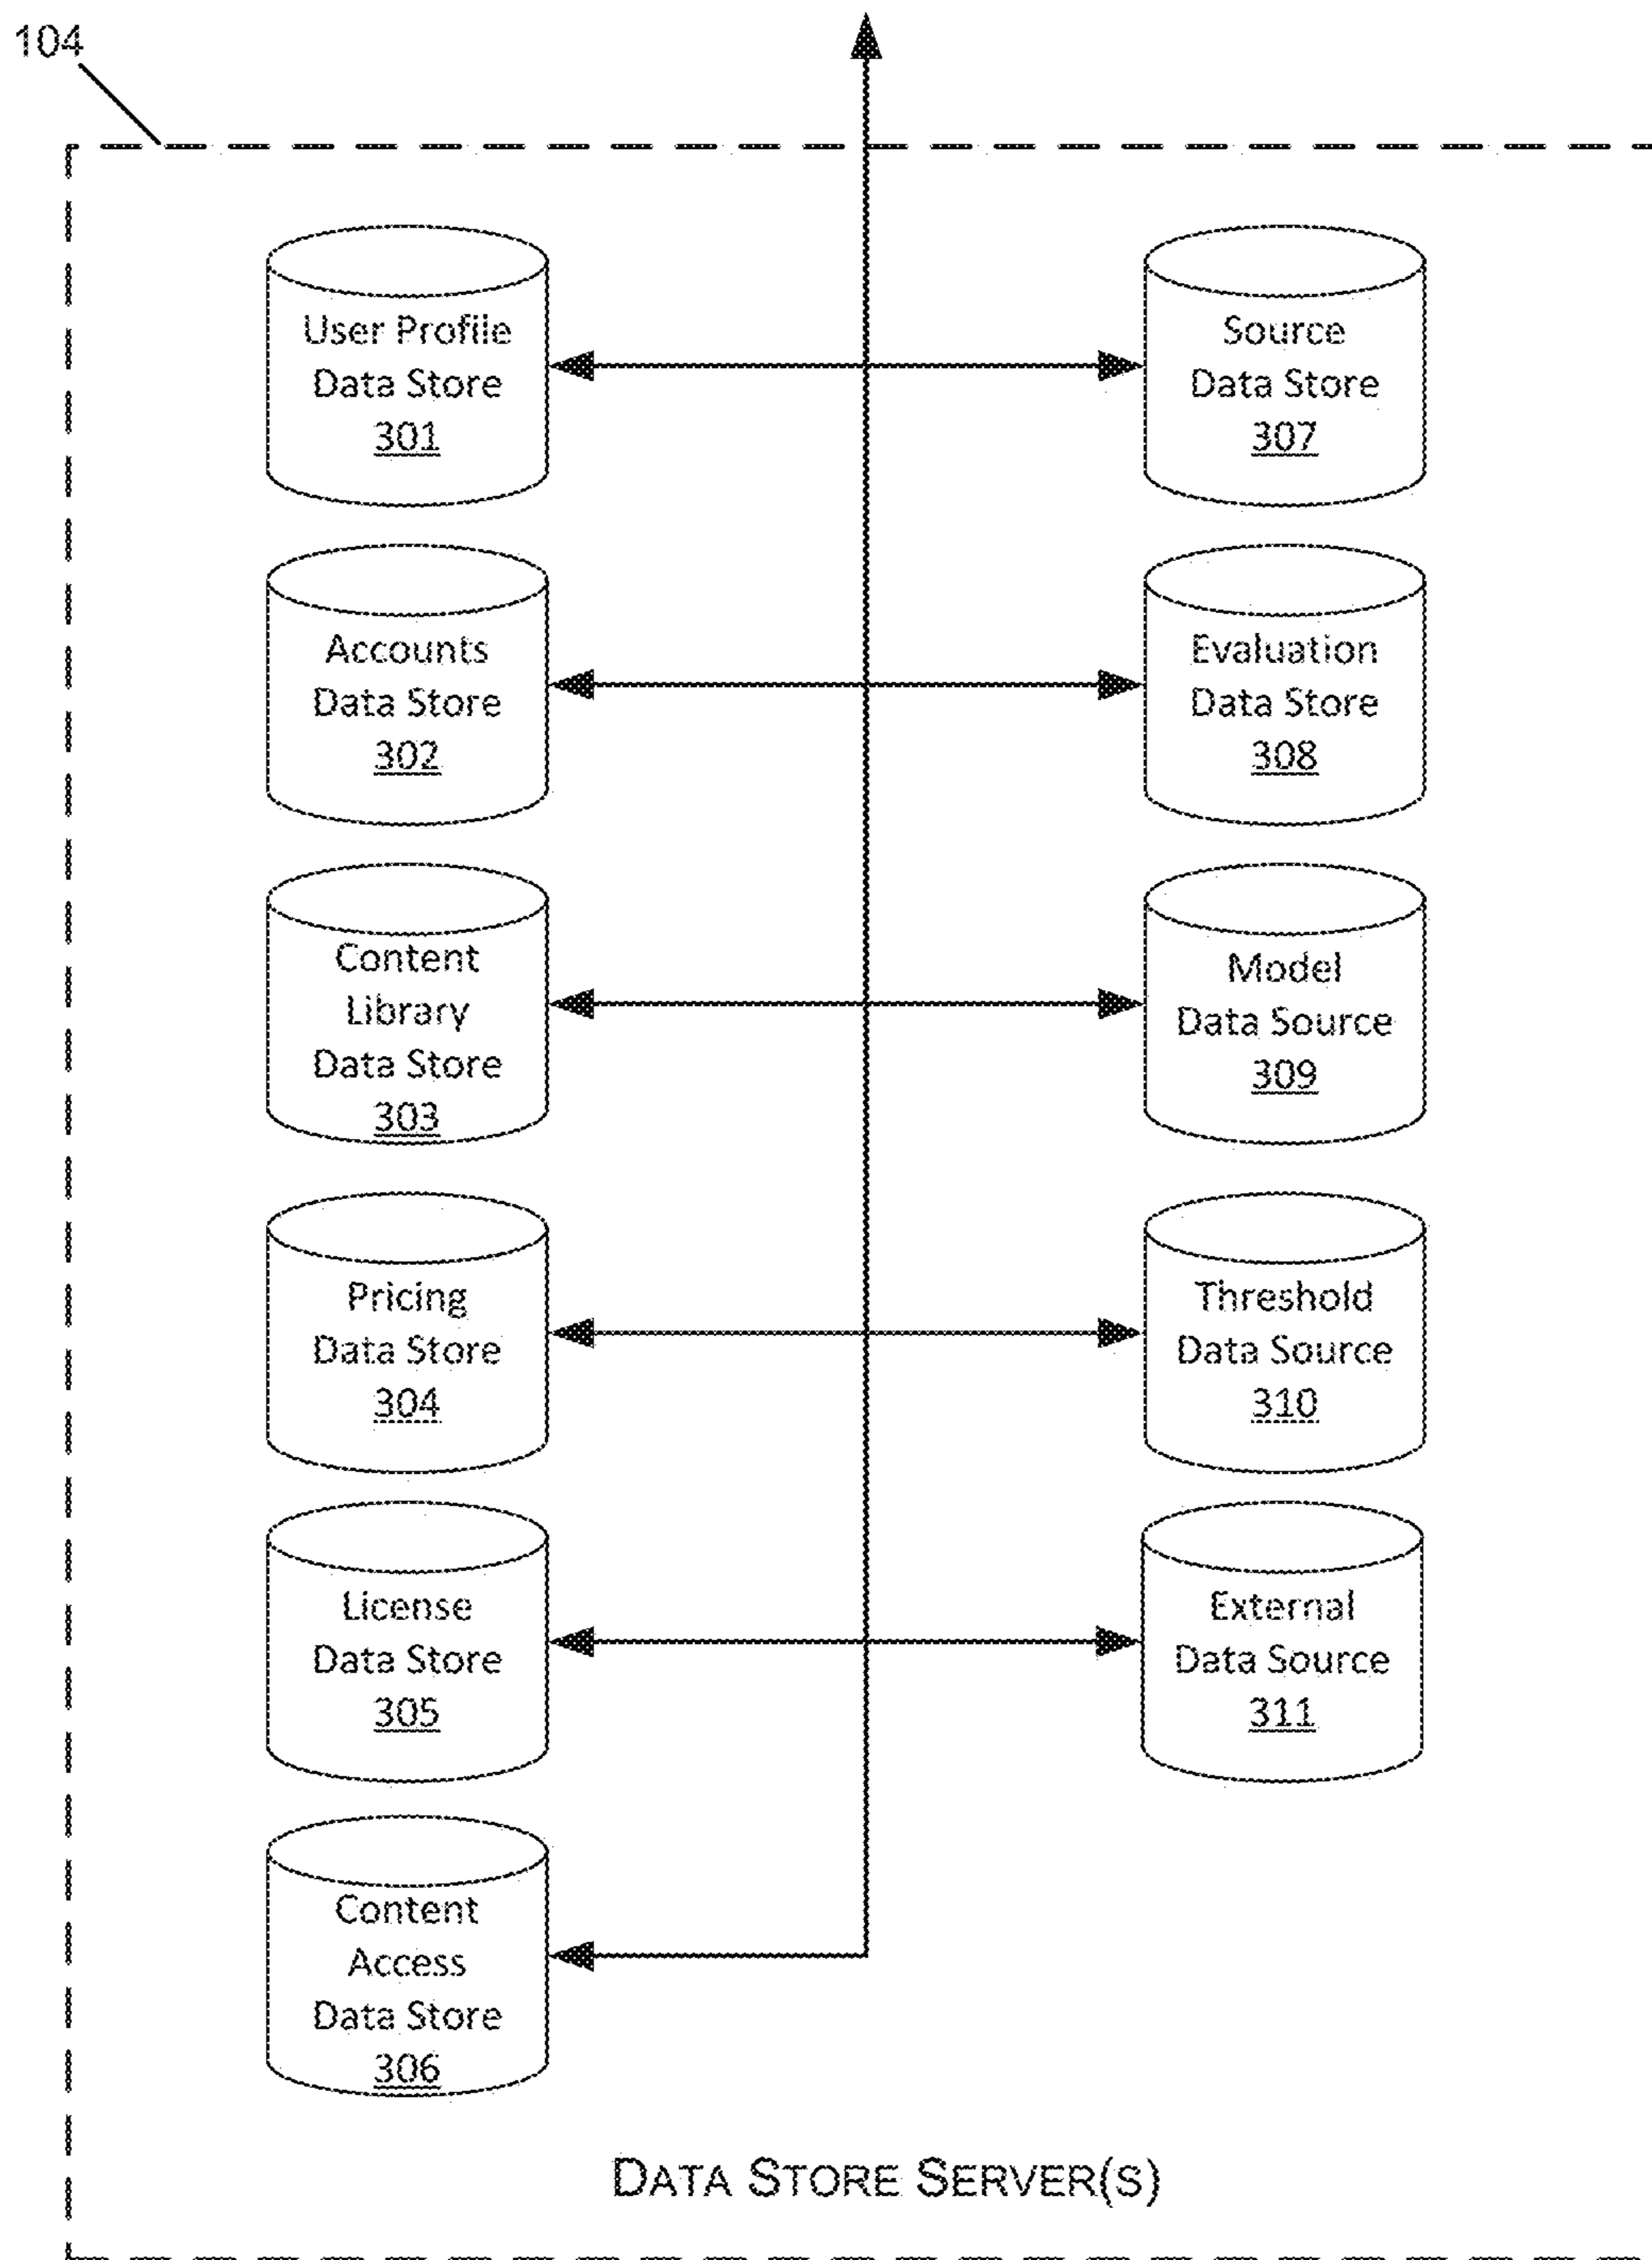 104
User Profile
Data Store
301
Source
Data Store
307
Accounts
Data Store
302
Evaluation
Data Store
308
Content
Library
Data Store
303
Model
Data Source
309
Pricing
Data Store
304
Threshold
Data Source
310
License
Data Store
305
External
Data Source
311
Content
Access
Data Store
306
DATA STORE SERVER(S)